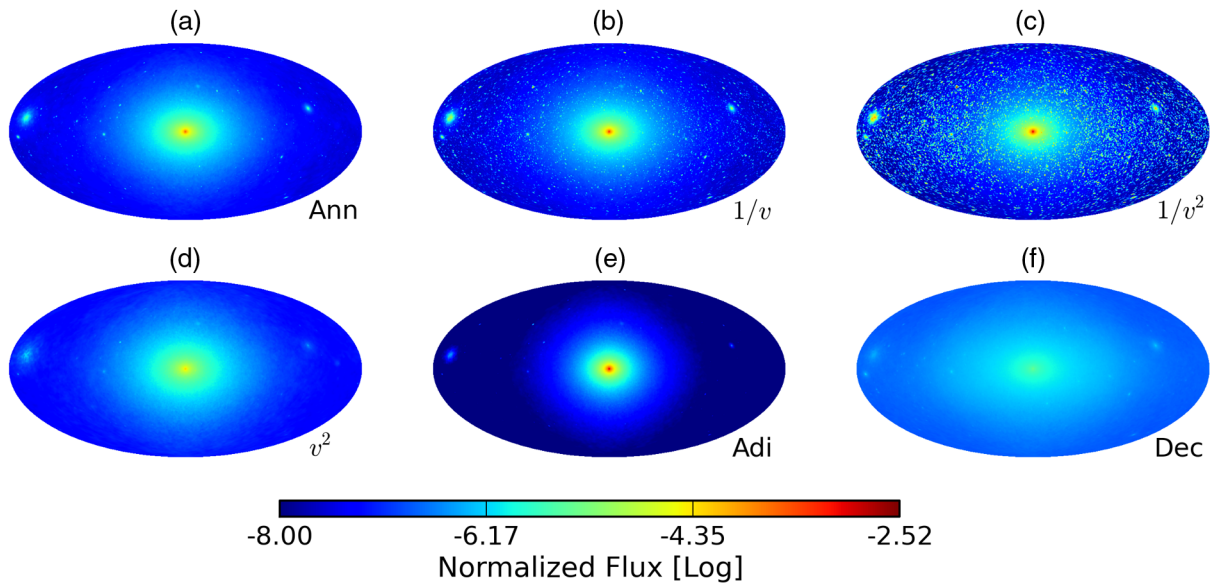 (a) (b) (c)
Ann 1/v 1/v²
(d) (e) (f)
v² Adi Dec
-8.00 -6.17 -4.35 -2.52
Normalized Flux [Log]